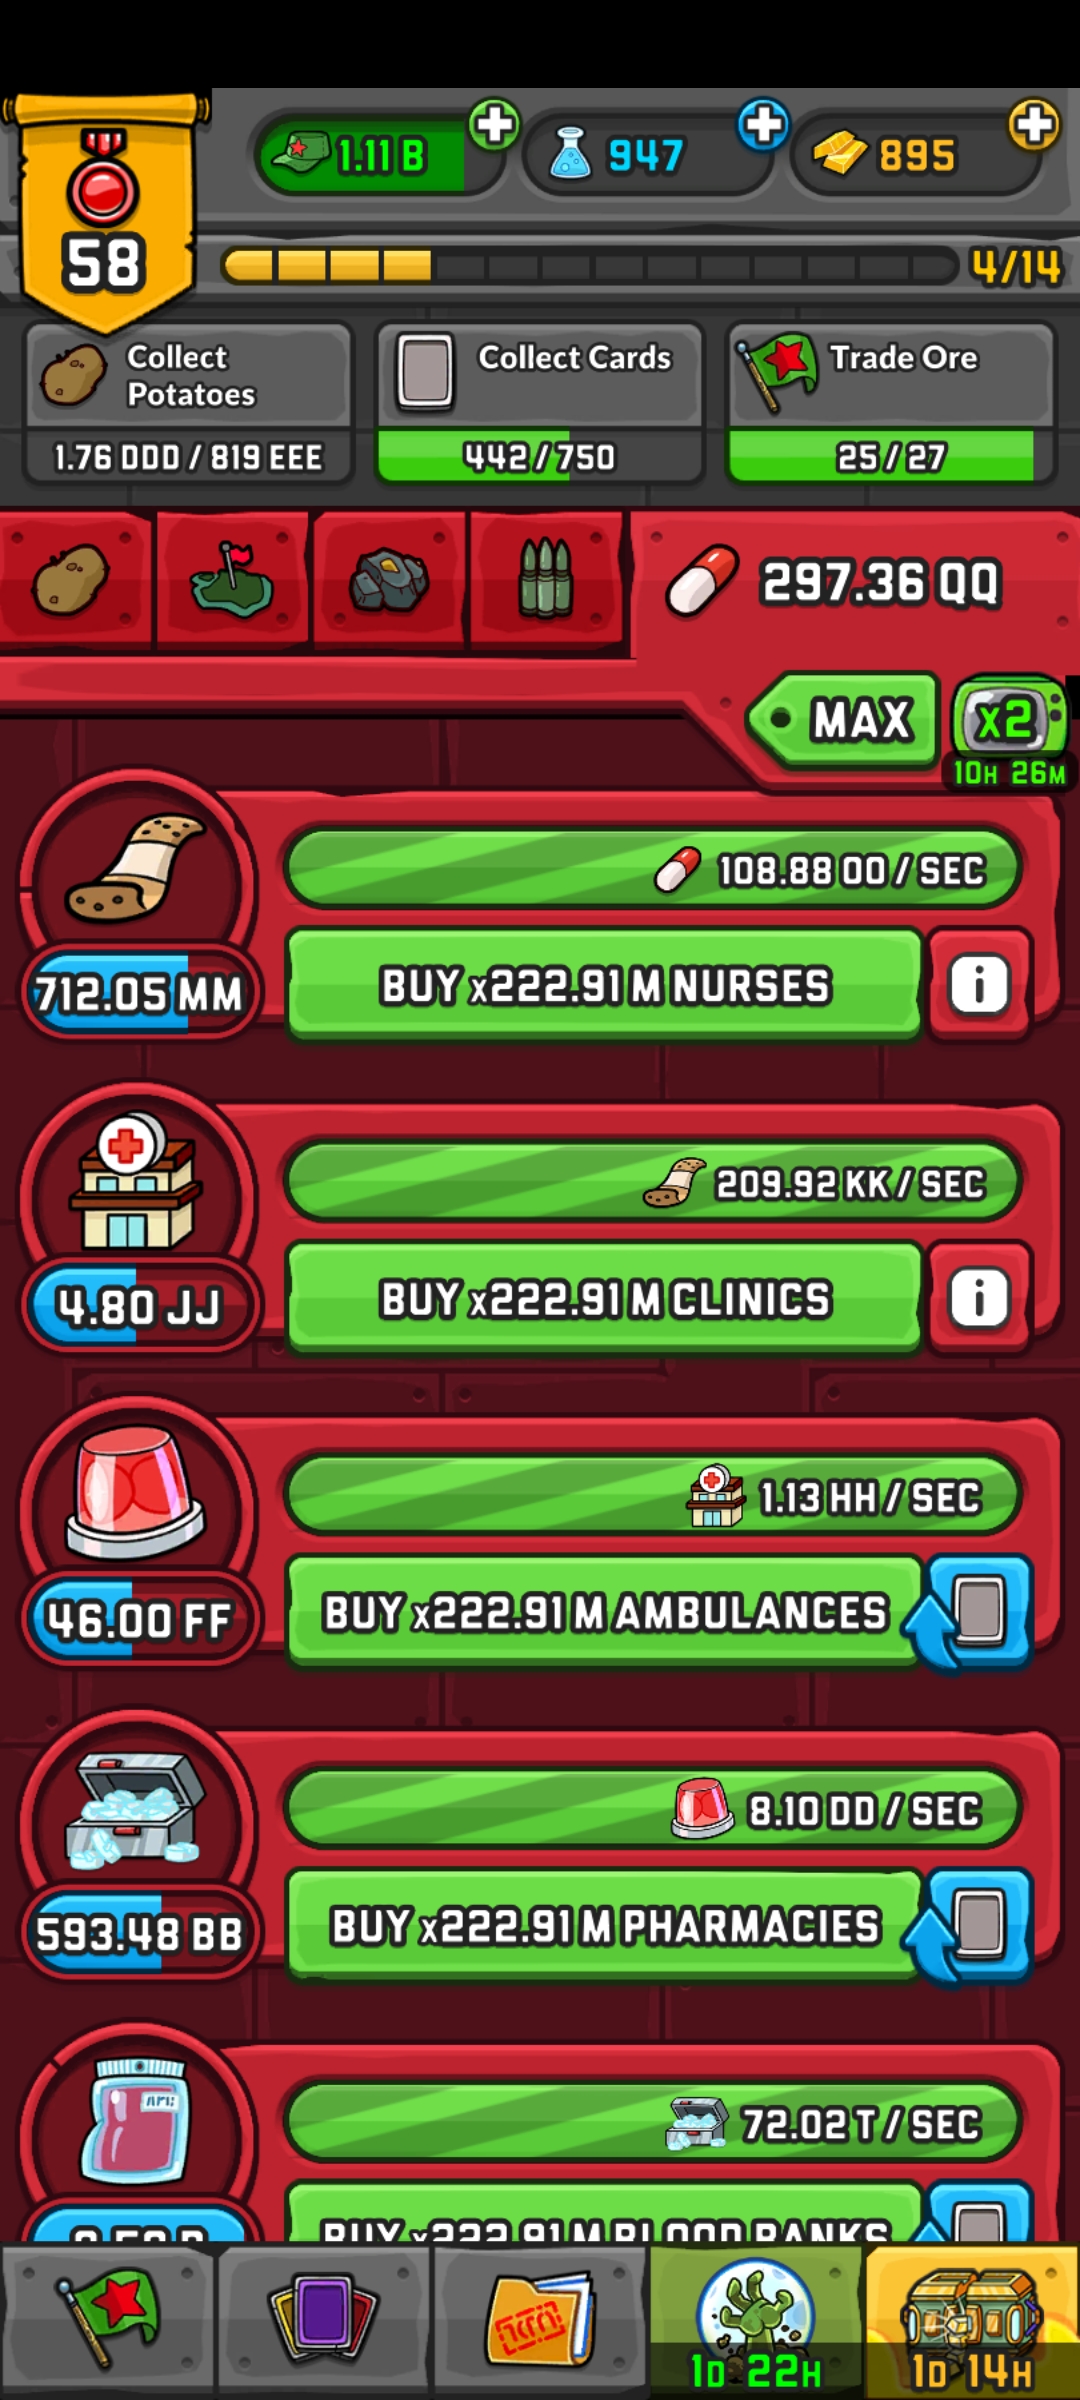 1.11 B
947
895
58
4/14
Collect
Potatoes
Collect Cards
Trade Ore
1.76 DDD / 819 EEE
442/750
25/27
297.36 QQ
MAX
x2
10H 26M
108.88 OO / SEC
712.05 MM
BUY x222.91 M NURSES
i
209.92 KK / SEC
4.80 JJ
BUY x222.91 M CLINICS
i
1.13 HH / SEC
46.00 FF
BUY x222.91 M AMBULANCES
8.10 DD / SEC
593.48 BB
BUY x222.91 M PHARMACIES
72.02 T / SEC
BUY x222.91 M BLOOD BANKS
1D 22H
1D 14H